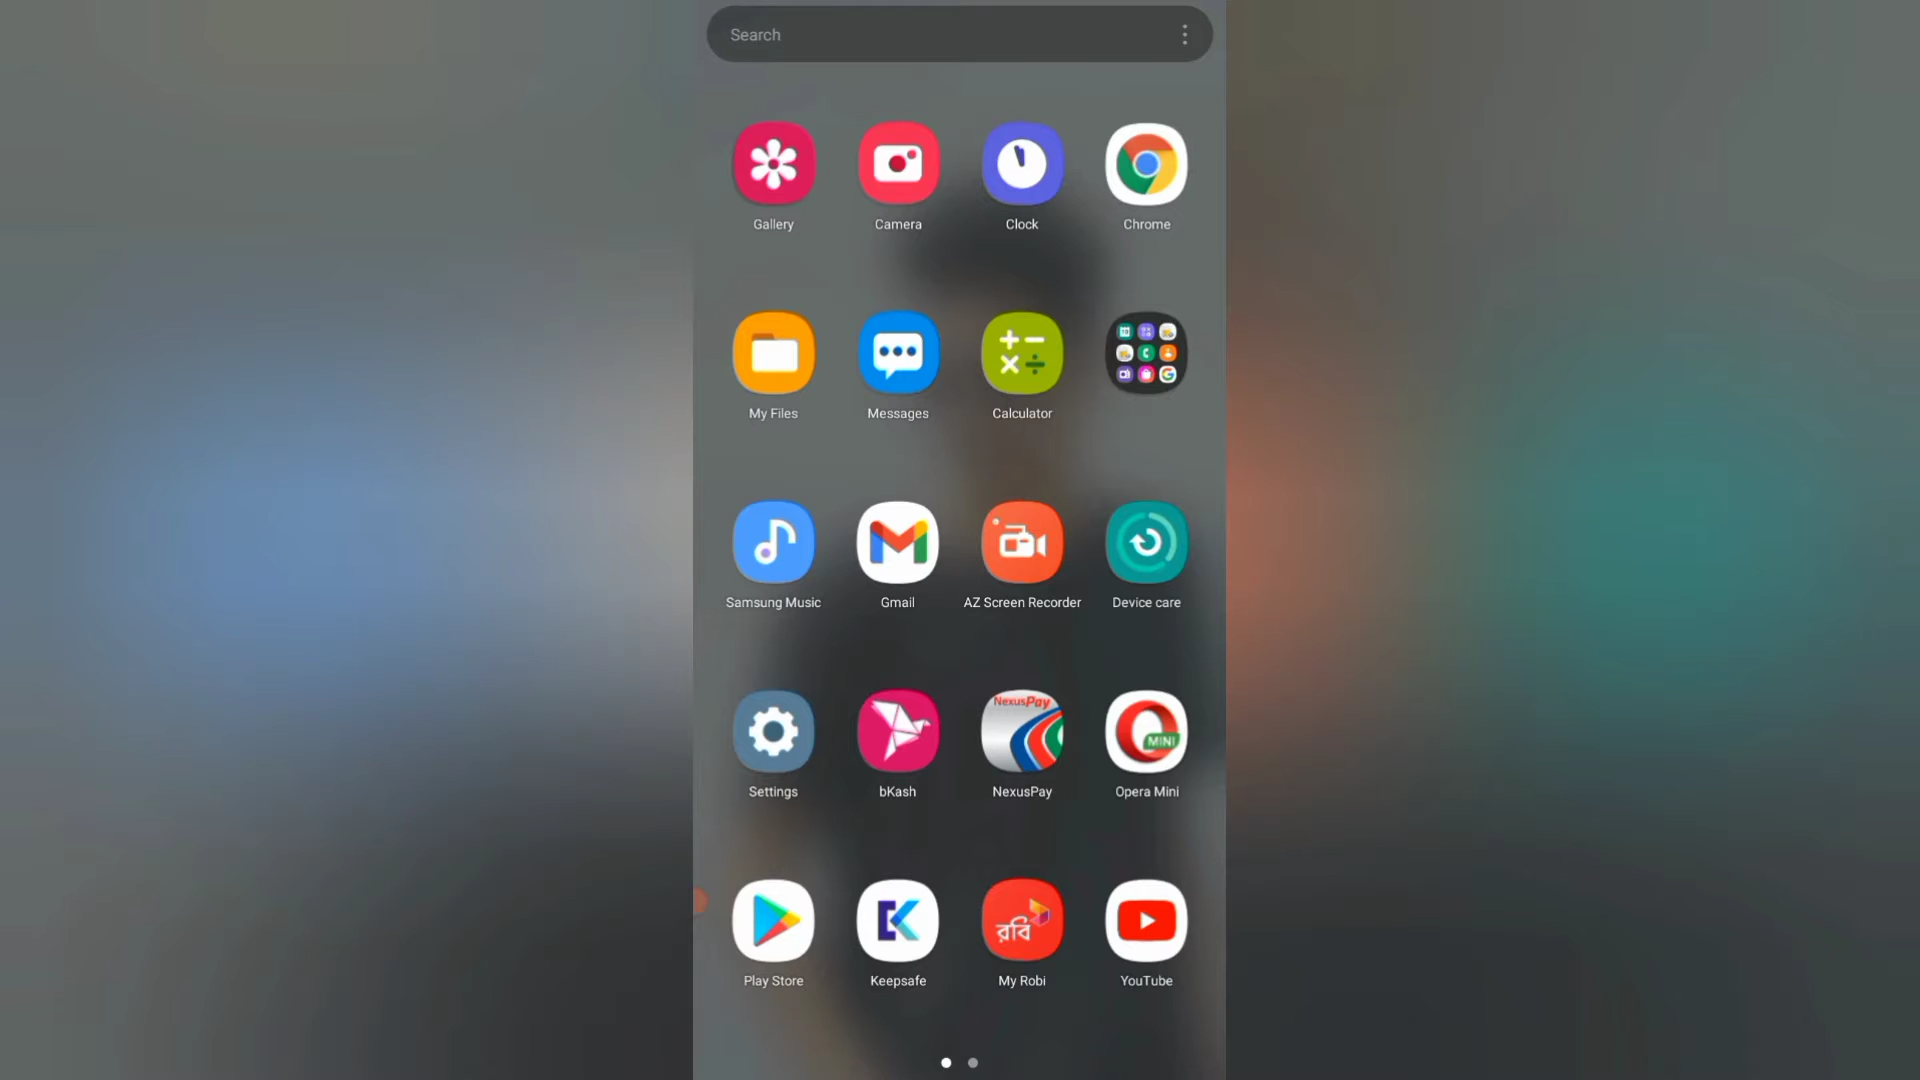 Search
Gallery
Camera
Clock
Chrome
My Files
Messages
Calculator
Samsung Music
Gmail
AZ Screen Recorder
Device care
NexusPay
MINI
Settings
bKash
NexusPay
Opera Mini
রবি
Play Store
Keepsafe
My Robi
YouTube